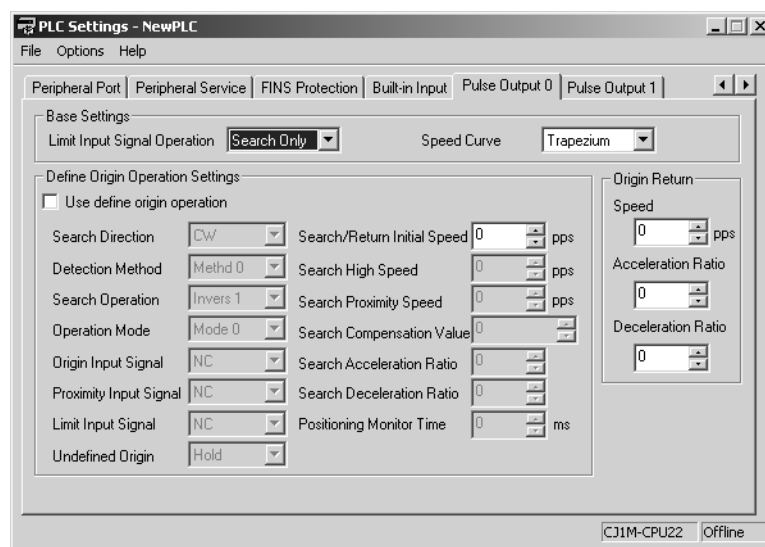 PLC Settings - NewPLC
File Options Help
Peripheral Port Peripheral Service FINS Protection Built-in Input Pulse Output 0 Pulse Output 1
Base Settings
Limit Input Signal Operation Search Only Speed Curve Trapezium
Define Origin Operation Settings
Use define origin operation
Search Direction CW Search/Return Initial Speed 0 pps
Detection Method Methd 0 Search High Speed 0 pps
Search Operation Invers 1 Search Proximity Speed 0 pps
Operation Mode Mode 0 Search Compensation Value 0
Origin Input Signal NC Search Acceleration Ratio 0
Proximity Input Signal NC Search Deceleration Ratio 0
Limit Input Signal NC Positioning Monitor Time 0 ms
Undefined Origin Hold
Origin Return
Speed
0 pps
Acceleration Ratio
0
Deceleration Ratio
0
CJ1M-CPU22 Offline